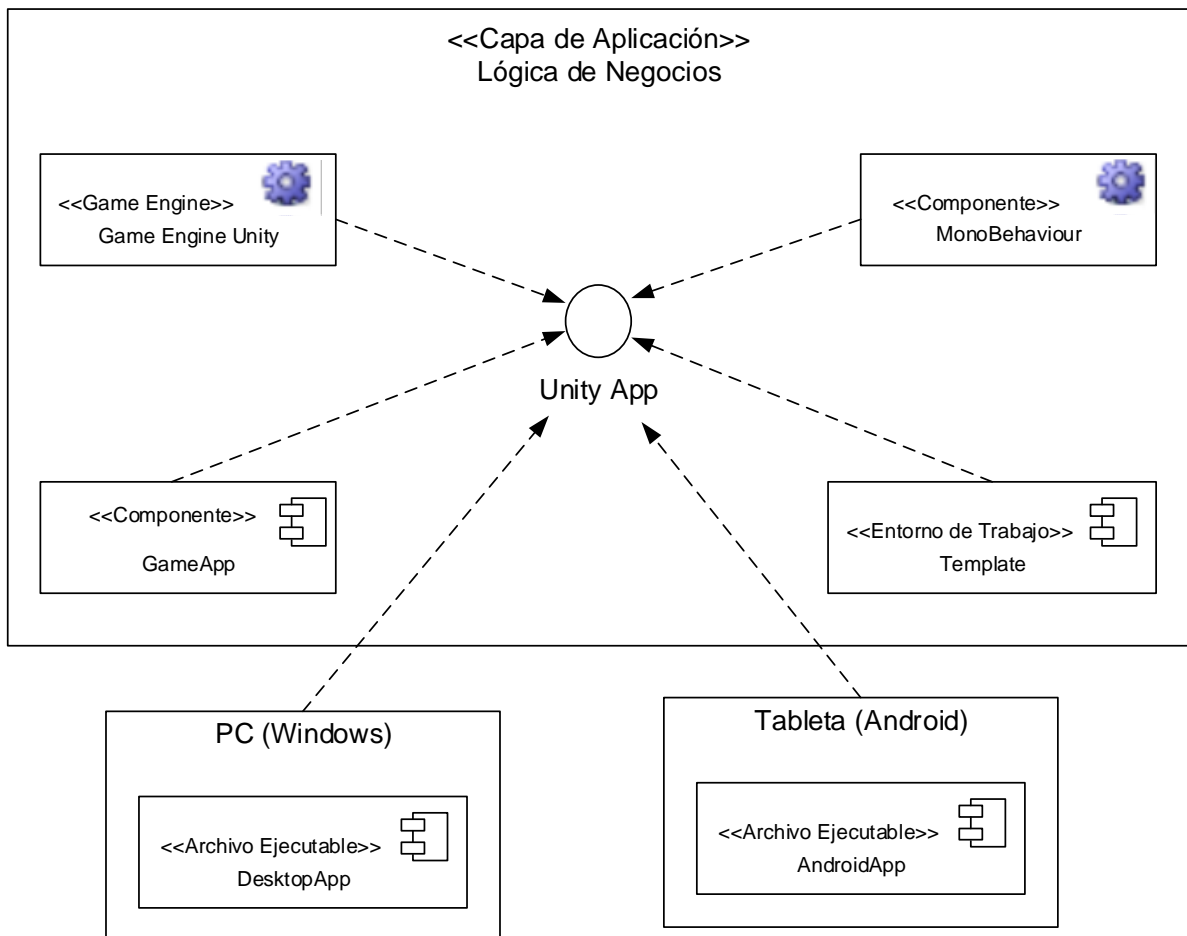 <<Capa de Aplicación>>
Lógica de Negocios
<<Game Engine>>
Game Engine Unity
<<Componente>>
MonoBehaviour
Unity App
<<Componente>>
GameApp
<<Entorno de Trabajo>>
Template
PC (Windows)
<<Archivo Ejecutable>>
DesktopApp
Tableta (Android)
<<Archivo Ejecutable>>
AndroidApp